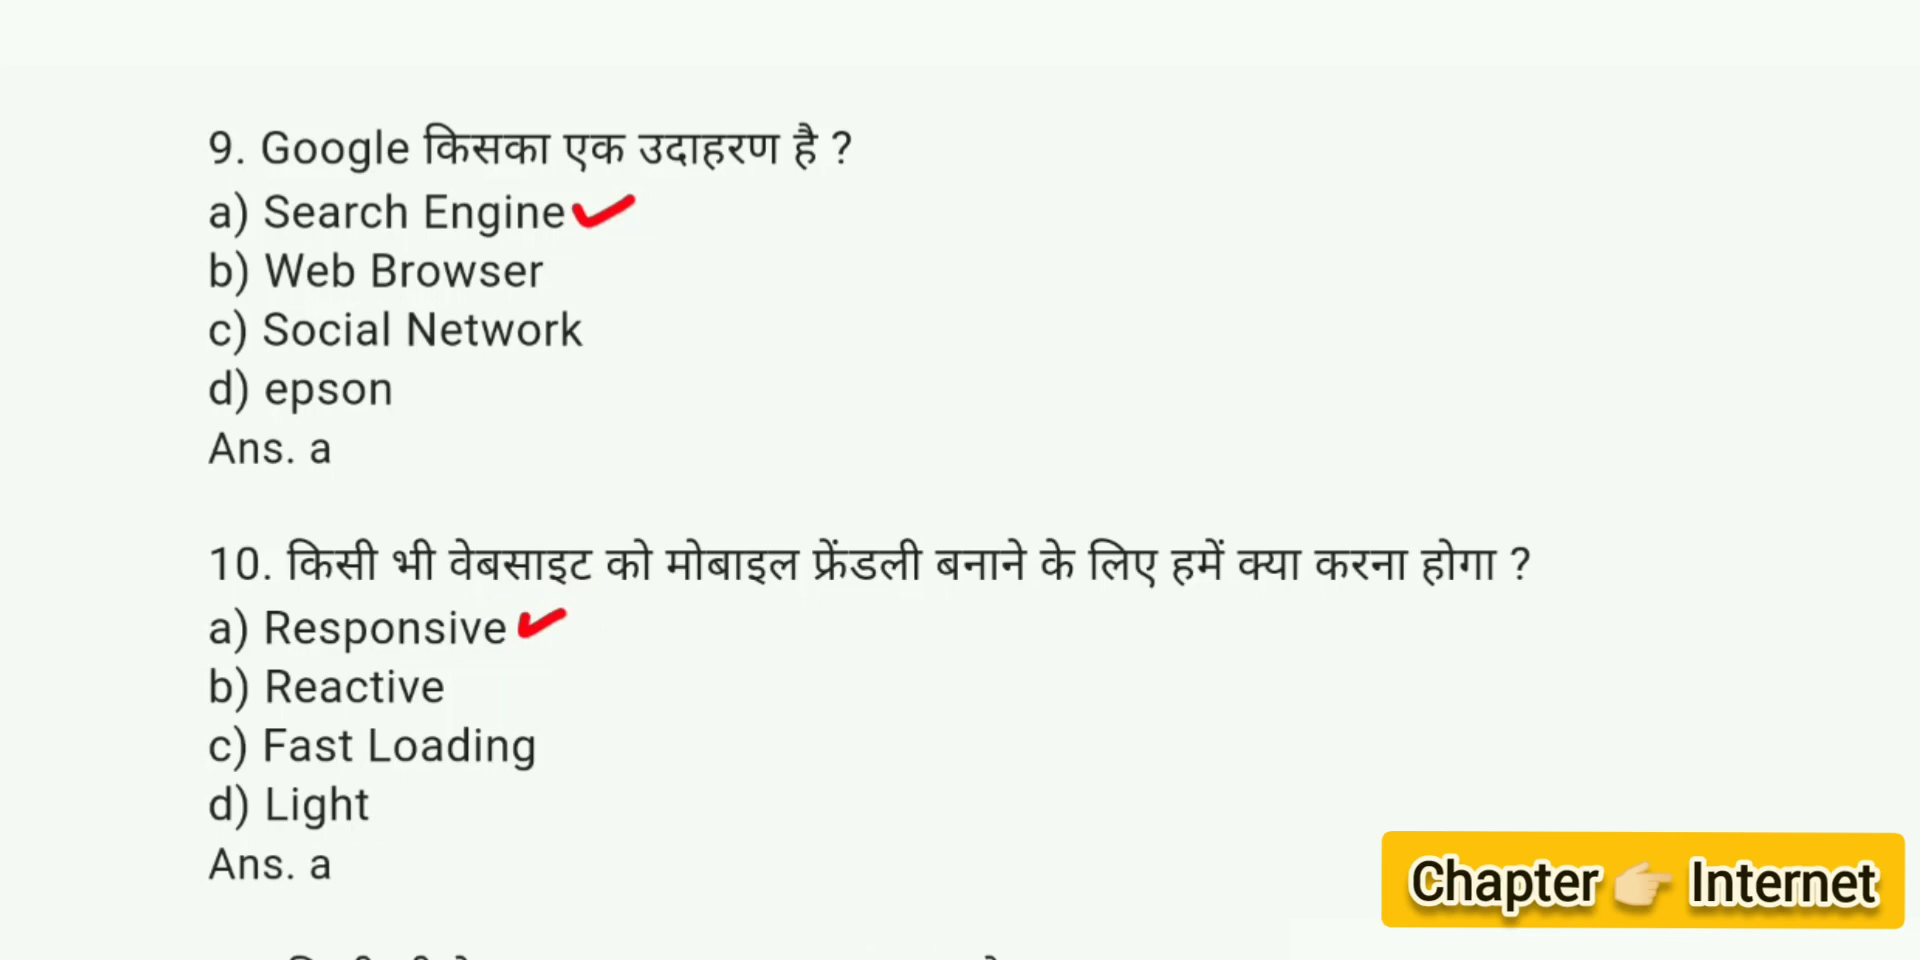 9. Google किसका एक उदाहरण है ?
a) Search Engine
b) Web Browser
c) Social Network
d) epson
Ans. a
10. किसी भी वेबसाइट को मोबाइल फ्रेंडली बनाने के लिए हमें क्या करना होगा ?
a) Responsive
b) Reactive
c) Fast Loading
d) Light
Ans. a
Chapter 👉🏼 Internet